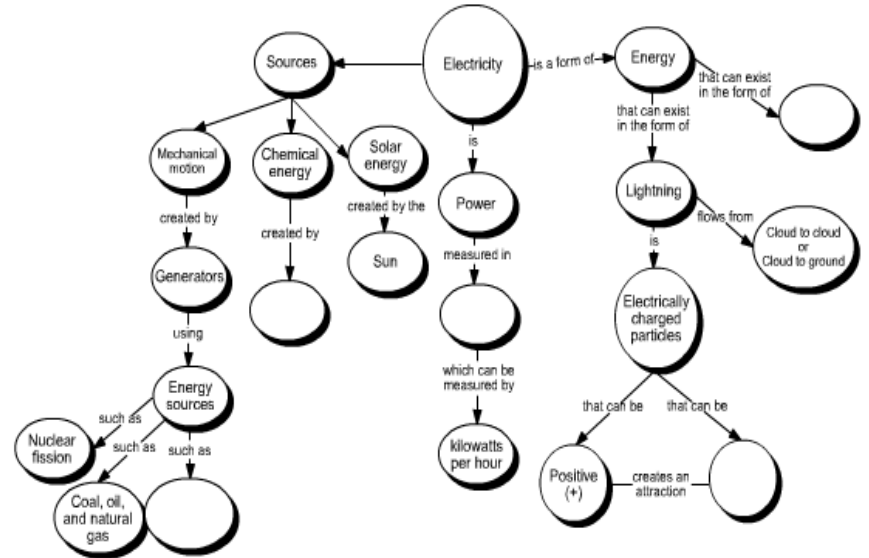 Sources
Electricity
is a form of
Energy
that can exist
in the form of
that can exist
in the form of
Mechanical
motion
Chemical
energy
Solar
energy
is
Lightning
created by
created by
created by the
Power
flows from
Cloud to cloud
or
Cloud to ground
is
Generators
Sun
measured in
Electrically
charged
particles
using
which can be
measured by
Energy
sources
such as
such as
such as
that can be
that can be
Nuclear
fission
kilowatts
per hour
Positive
(+)
creates an
attraction
Coal, oil,
and natural
gas